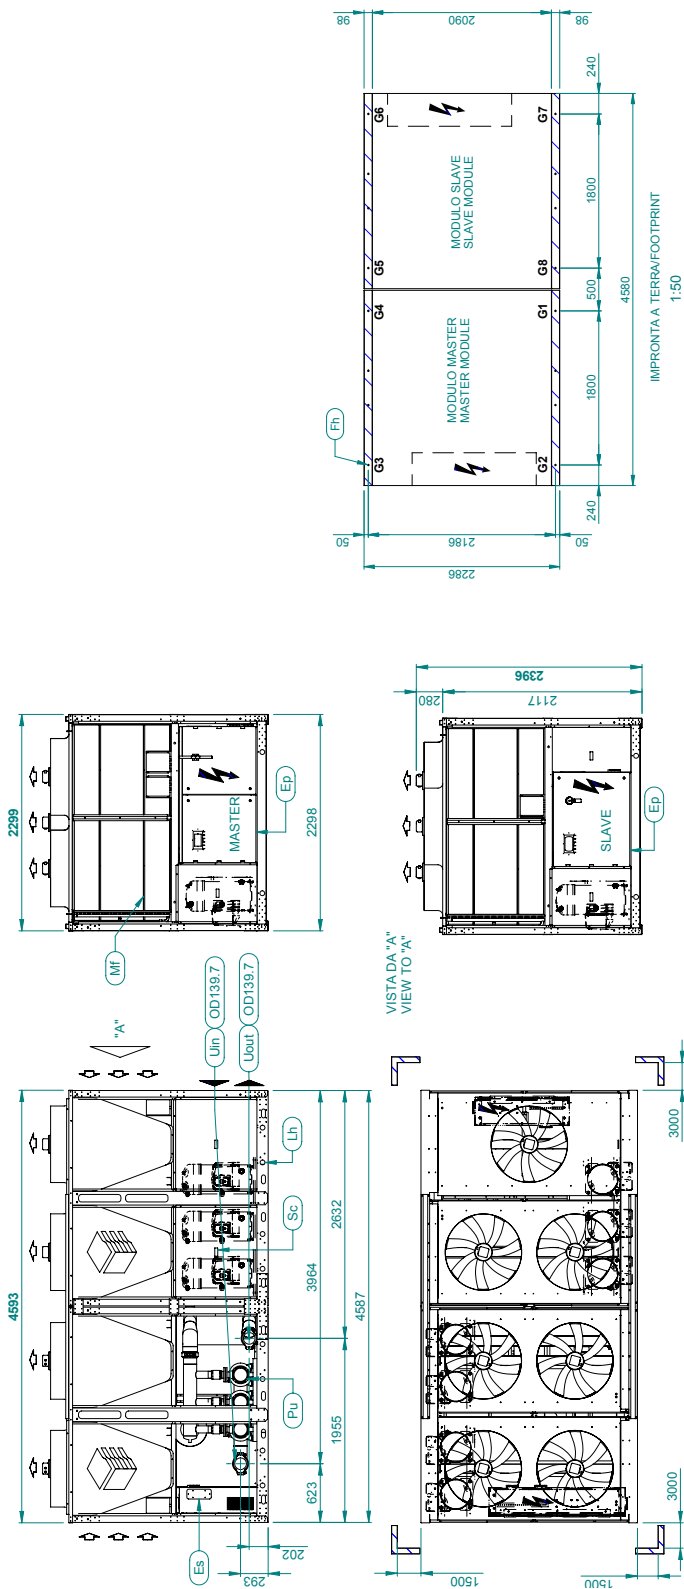 4593
"A"
Uin
OD139.7
Uout
OD139.7
Lh
Sc
Pu
Es
293
202
623
3964
1955
2632
4587
2299
Mf
MASTER
Ep
2298
1500
3000
3000
1500
VISTA DA "A"
VIEW TO "A"
280
2117
2396
SLAVE
Ep
50
2186
50
2286
98
2090
98
Fh
G3
G4
G5
G6
MODULO MASTER
MASTER MODULE
MODULO SLAVE
SLAVE MODULE
G2
G1
G8
G7
240
1800
500
1800
240
4580
IMPRONTA A TERRA/FOOTPRINT
1:50